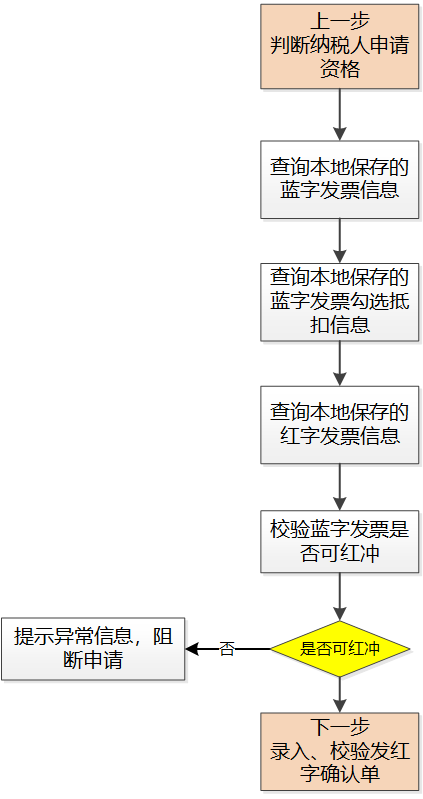 上一步
判断纳税人申请
资格
查询本地保存的
蓝字发票信息
查询本地保存的
蓝字发票勾选抵
扣信息
查询本地保存的
红字发票信息
校验蓝字发票是
否可红冲
是否可红冲
否
提示异常信息，阻
断申请
下一步
录入、校验发红
字确认单